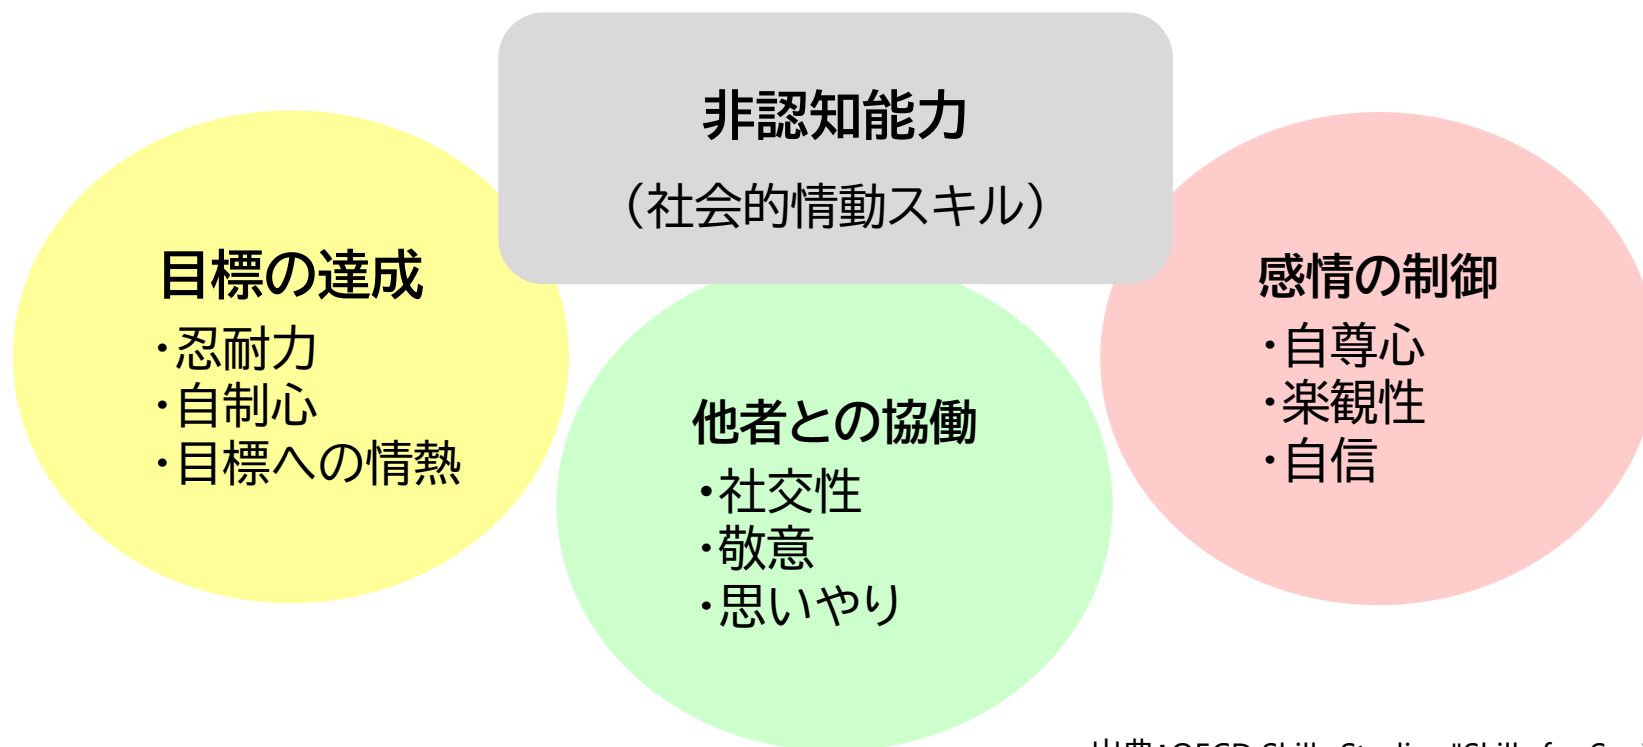 非認知能力
（社会的情動スキル）
目標の達成
・忍耐力
・自制心
・目標への情熱
他者との協働
・社交性
・敬意
・思いやり
感情の制御
・自尊心
・楽観性
・自信